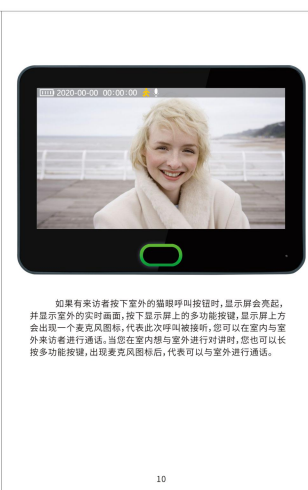 2020-00-00 00:00:00
如果有来访者按下室外的猫眼呼叫按钮时，显示屏会亮起，
并显示室外的实时画面，按下显示屏上的多功能按键，显示屏上方
会出现一个麦克风图标，代表此次呼叫被接听，您可以在室内与室
外来访者进行通话。当您在室内想与室外进行对讲时，您也可以长
按多功能按键，出现麦克风图标后，代表可以与室外进行通话。
10